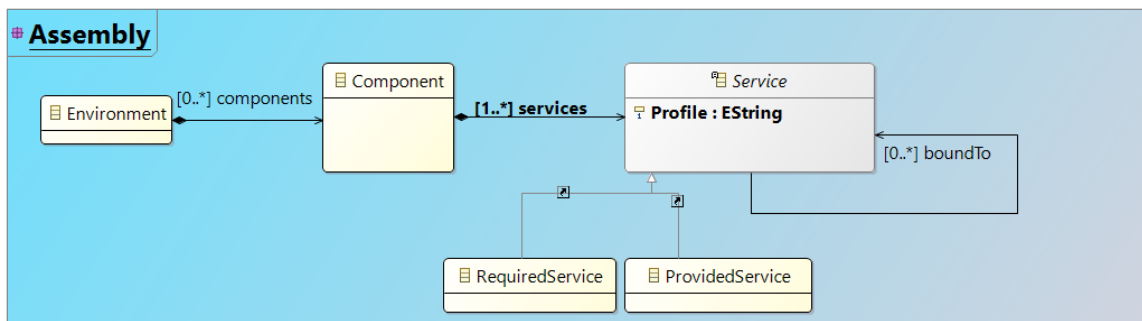 Assembly
Environment
[0..*] components
Component
[1..*] services
Service
Profile : EString
[0..*] boundTo
RequiredService
ProvidedService